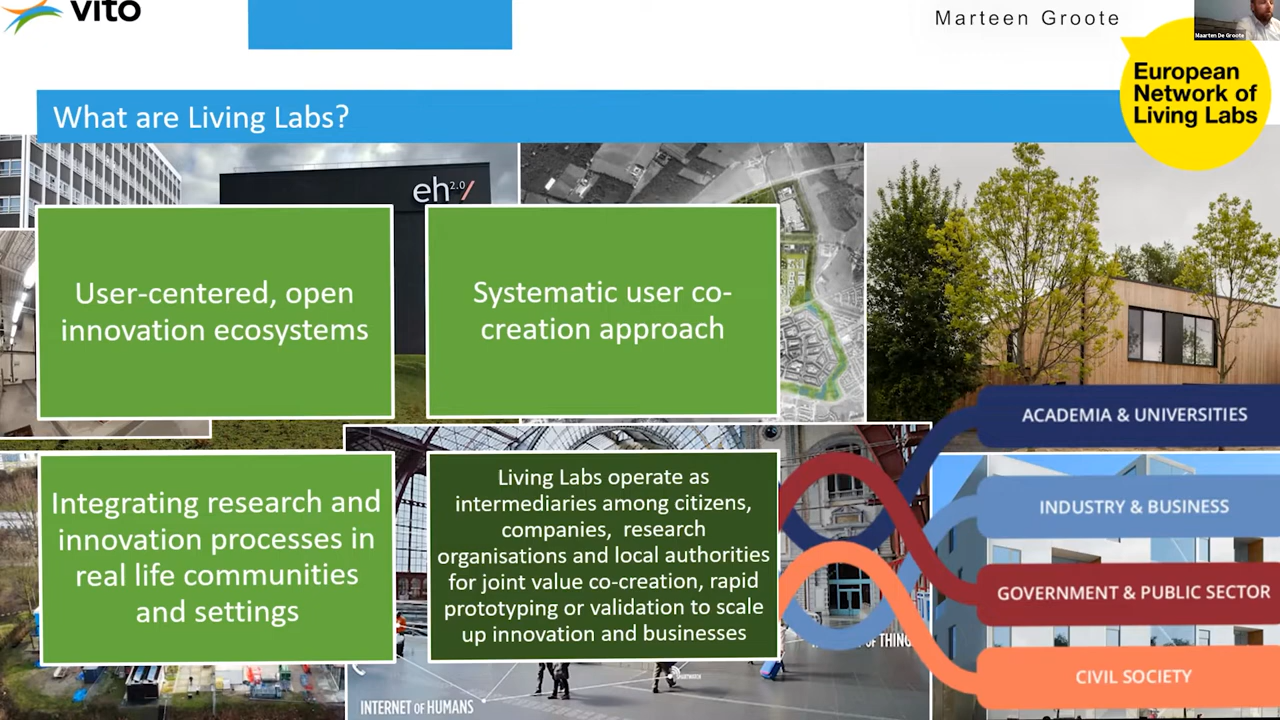 vito
Marteen Groote
Maarten De Groote
European
Network of
Living Labs
What are Living Labs?
eh2.0/
User-centered, open
innovation ecosystems
Systematic user co-
creation approach
Integrating research and
innovation processes in
real life communities
and settings
Living Labs operate as
intermediaries among citizens,
companies, research
organisations and local authorities
for joint value co-creation, rapid
prototyping or validation to scale
up innovation and businesses
ACADEMIA & UNIVERSITIES
INDUSTRY & BUSINESS
GOVERNMENT & PUBLIC SECTOR
CIVIL SOCIETY
OF THING
INTERNET OF HUMANS